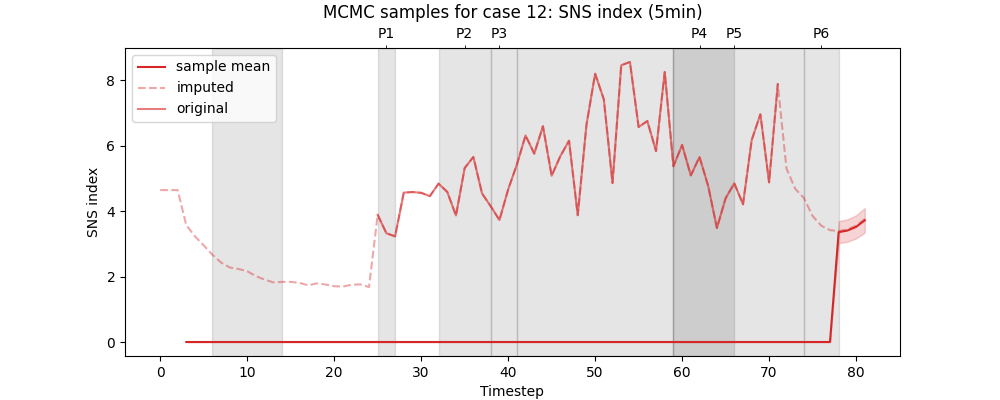 MCMC samples for case 12: SNS index (5min)
P1 P2 P3 P4 P5 P6
sample mean
imputed
original
8
6
4
2
0
SNS index
0 10 20 30 40 50 60 70 80
Timestep